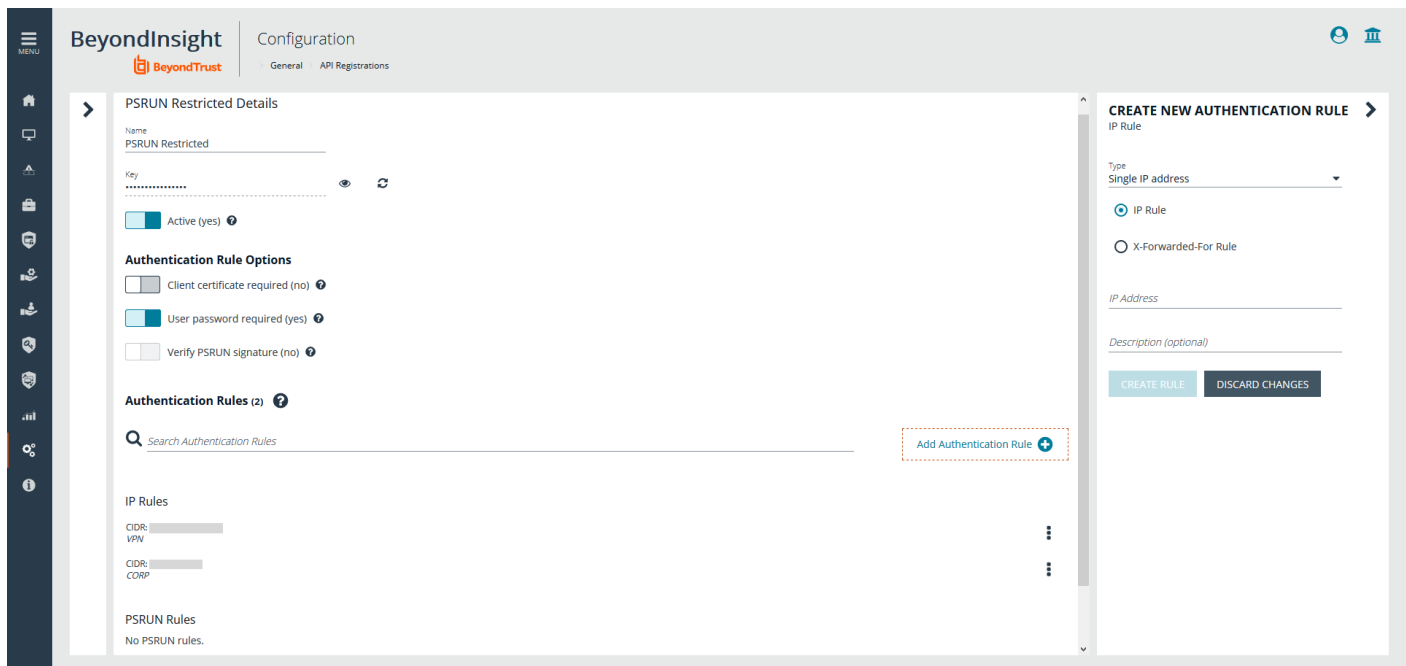 MENU
BeyondInsight
BeyondTrust
Configuration
General
API Registrations
PSRUN Restricted Details
Name
PSRUN Restricted
Key
Active (yes)
Authentication Rule Options
Client certificate required (no)
User password required (yes)
Verify PSRUN signature (no)
Authentication Rules (2)
Search Authentication Rules
Add Authentication Rule
IP Rules
CIDR:
VPN
CIDR:
CORP
PSRUN Rules
No PSRUN rules.
CREATE NEW AUTHENTICATION RULE
IP Rule
Type
Single IP address
IP Rule
X-Forwarded-For Rule
IP Address
Description (optional)
CREATE RULE
DISCARD CHANGES